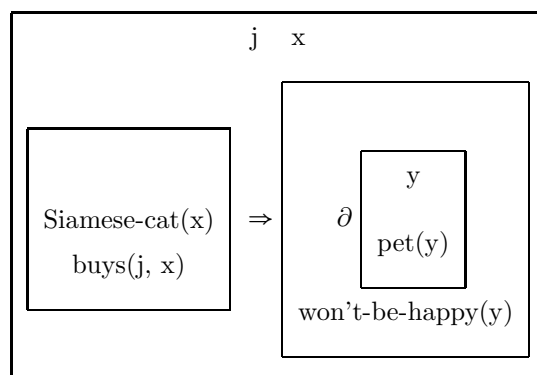 j x
y
Siamese-cat(x) ⇒ ∂ pet(y)
buys(j, x)
won't-be-happy(y)